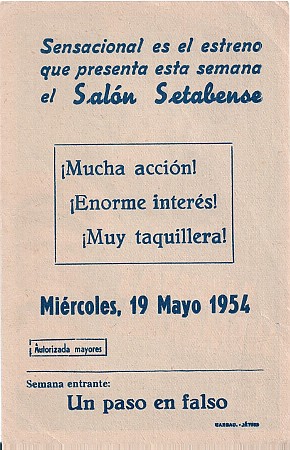 Sensacional es el estreno
que presenta esta semana
el Salón Setabense
¡Mucha acción!
¡Enorme interés!
¡Muy taquillera!
Miércoles, 19 Mayo 1954
Autorizada mayores
Semana entrante:
Un paso en falso
JÁTIVA